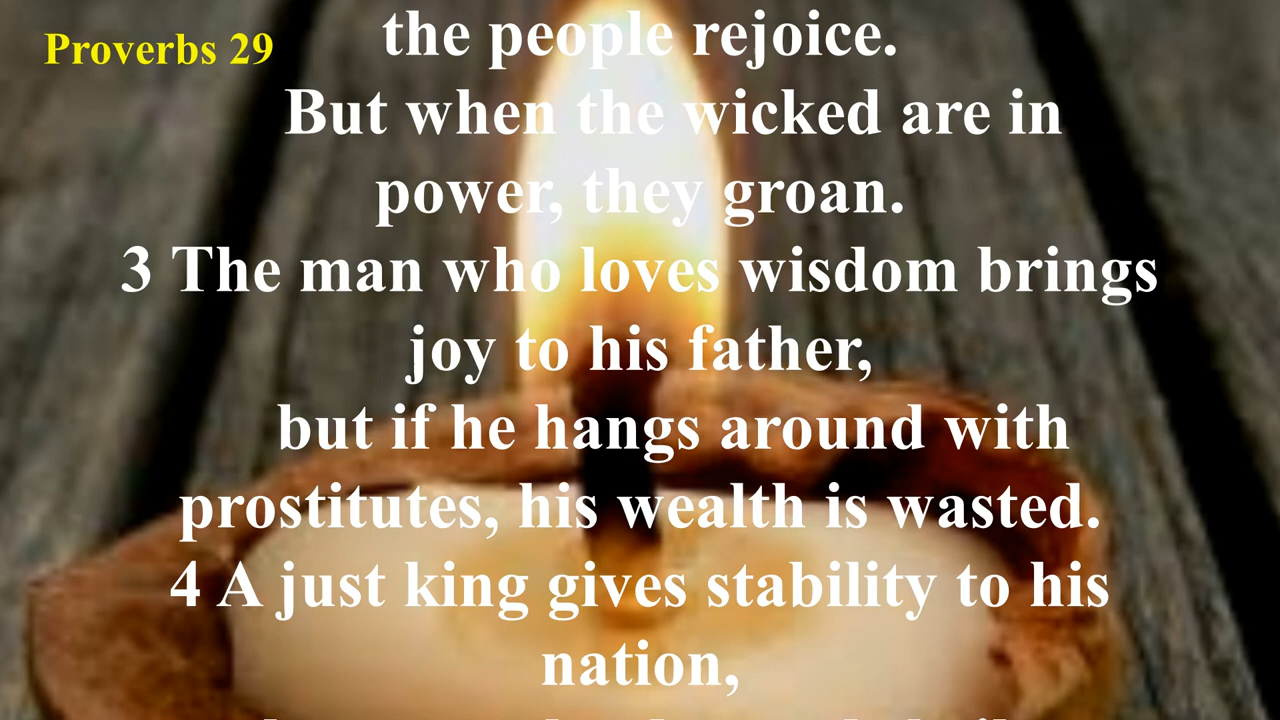 Proverbs 29
the people rejoice.
But when the wicked are in
power, they groan.
3 The man who loves wisdom brings
joy to his father,
but if he hangs around with
prostitutes, his wealth is wasted.
4 A just king gives stability to his
nation,